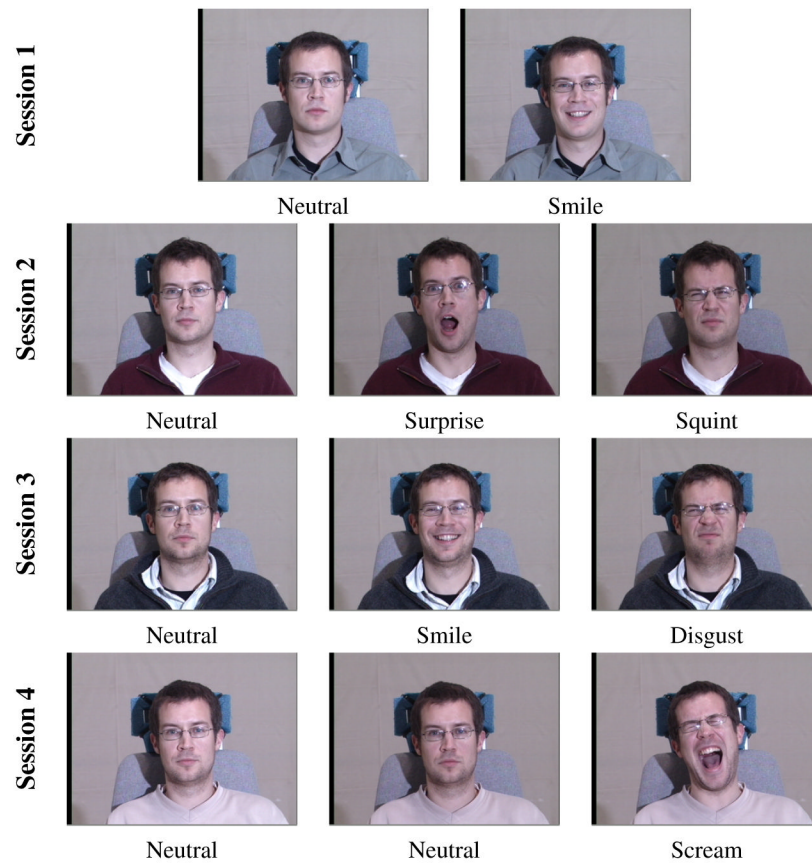 Session 1
Neutral Smile
Session 2
Neutral Surprise Squint
Session 3
Neutral Smile Disgust
Session 4
Neutral Neutral Scream